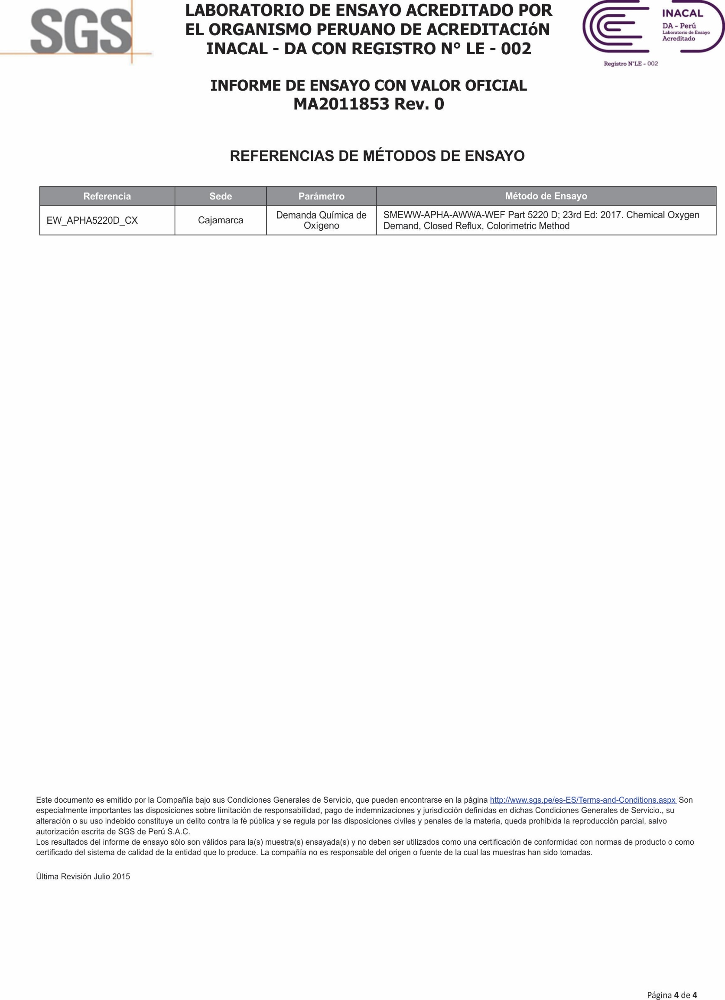 SGS
LABORATORIO DE ENSAYO ACREDITADO POR
EL ORGANISMO PERUANO DE ACREDITACIóN
INACAL - DA CON REGISTRO N° LE - 002
INACAL
DA - Perú
Laboratorio de Ensayo
Acreditado
Registro N°LE - 002
INFORME DE ENSAYO CON VALOR OFICIAL
MA2011853 Rev. 0
REFERENCIAS DE MÉTODOS DE ENSAYO
Referencia Sede Parámetro Método de Ensayo
EW_APHA5220D_CX Cajamarca Demanda Química de Oxígeno SMEWW-APHA-AWWA-WEF Part 5220 D; 23rd Ed: 2017. Chemical Oxygen
Demand, Closed Reflux, Colorimetric Method
Este documento es emitido por la Compañía bajo sus Condiciones Generales de Servicio, que pueden encontrarse en la página http://www.sgs.pe/es-ES/Terms-and-Conditions.aspx Son
especialmente importantes las disposiciones sobre limitación de responsabilidad, pago de indemnizaciones y jurisdicción definidas en dichas Condiciones Generales de Servicio., su
alteración o su uso indebido constituye un delito contra la fé pública y se regula por las disposiciones civiles y penales de la materia, queda prohibida la reproducción parcial, salvo
autorización escrita de SGS de Perú S.A.C.
Los resultados del informe de ensayo sólo son válidos para la(s) muestra(s) ensayada(s) y no deben ser utilizados como una certificación de conformidad con normas de producto o como
certificado del sistema de calidad de la entidad que lo produce. La compañía no es responsable del origen o fuente de la cual las muestras han sido tomadas.
Última Revisión Julio 2015
Página 4 de 4